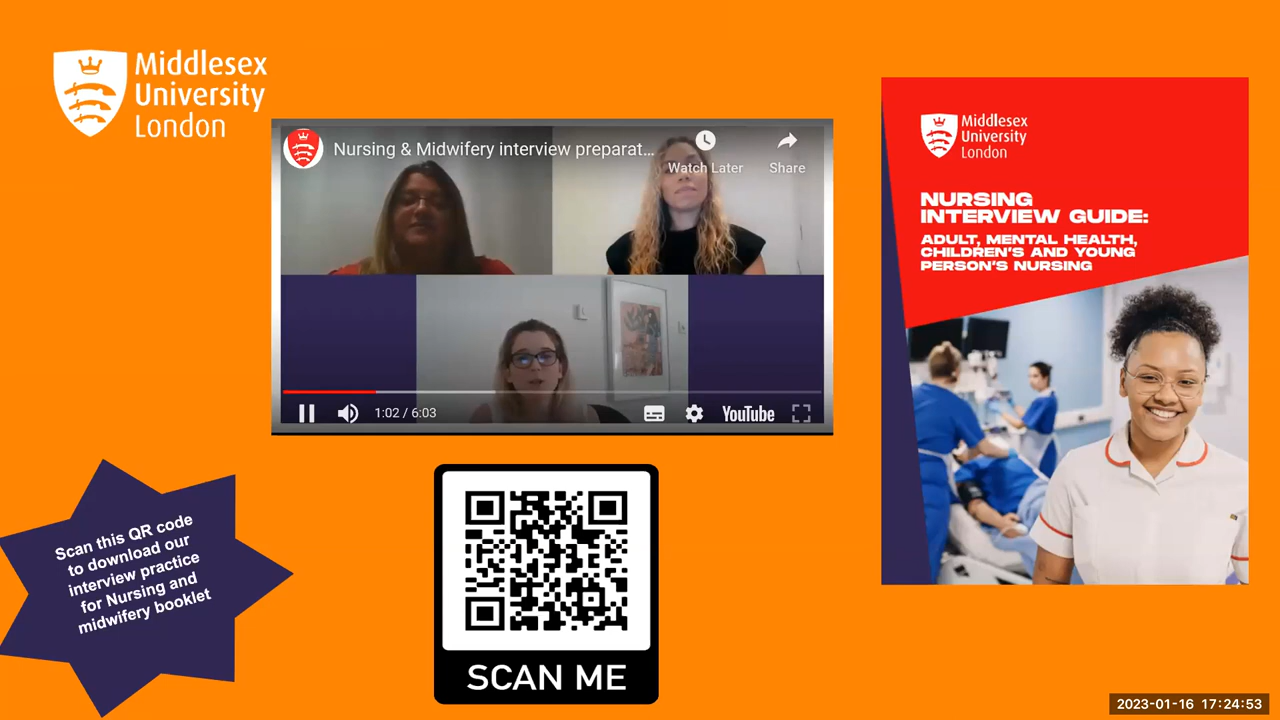 Middlesex
University
London
Nursing & Midwifery interview preparat...
Watch Later
Share
1:02 / 6:03
YouTube
Middlesex
University
London
NURSING
INTERVIEW GUIDE:
ADULT, MENTAL HEALTH,
CHILDREN'S AND YOUNG
PERSON'S NURSING
Scan this QR code
to download our
interview practice
for Nursing and
midwifery booklet
SCAN ME
2023-01-16 17:24:53